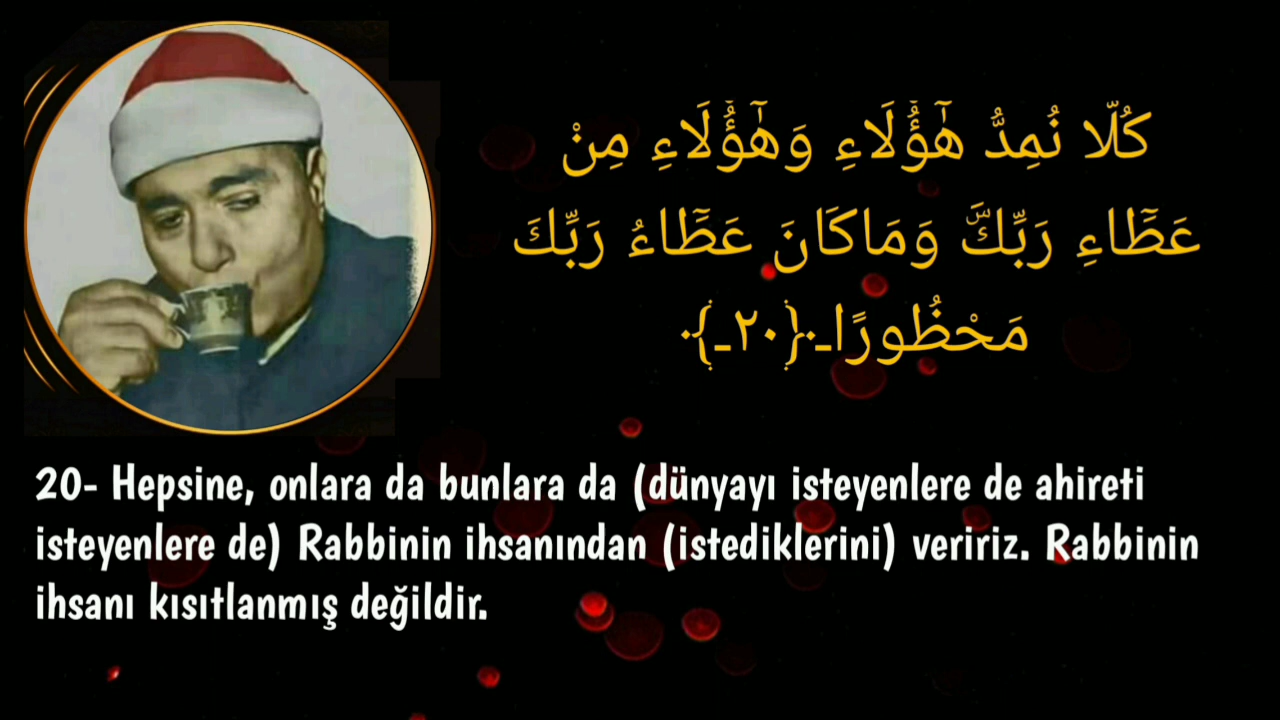 كُلًّا نُمِدُّ هٰٓؤُ۬لَٓاءِ وَهٰٓؤُ۬لَٓاءِ مِنْ
عَطَٓاءِ رَبِّكَۜ وَمَاكَانَ عَطَٓاءُ رَبِّكَ
مَحْظُورًا ﴿٢٠﴾
20- Hepsine, onlara da bunlara da (dünyayı isteyenlere de ahireti
isteyenlere de) Rabbinin ihsanından (istediklerini) veririz. Rabbinin
ihsanı kısıtlanmış değildir.